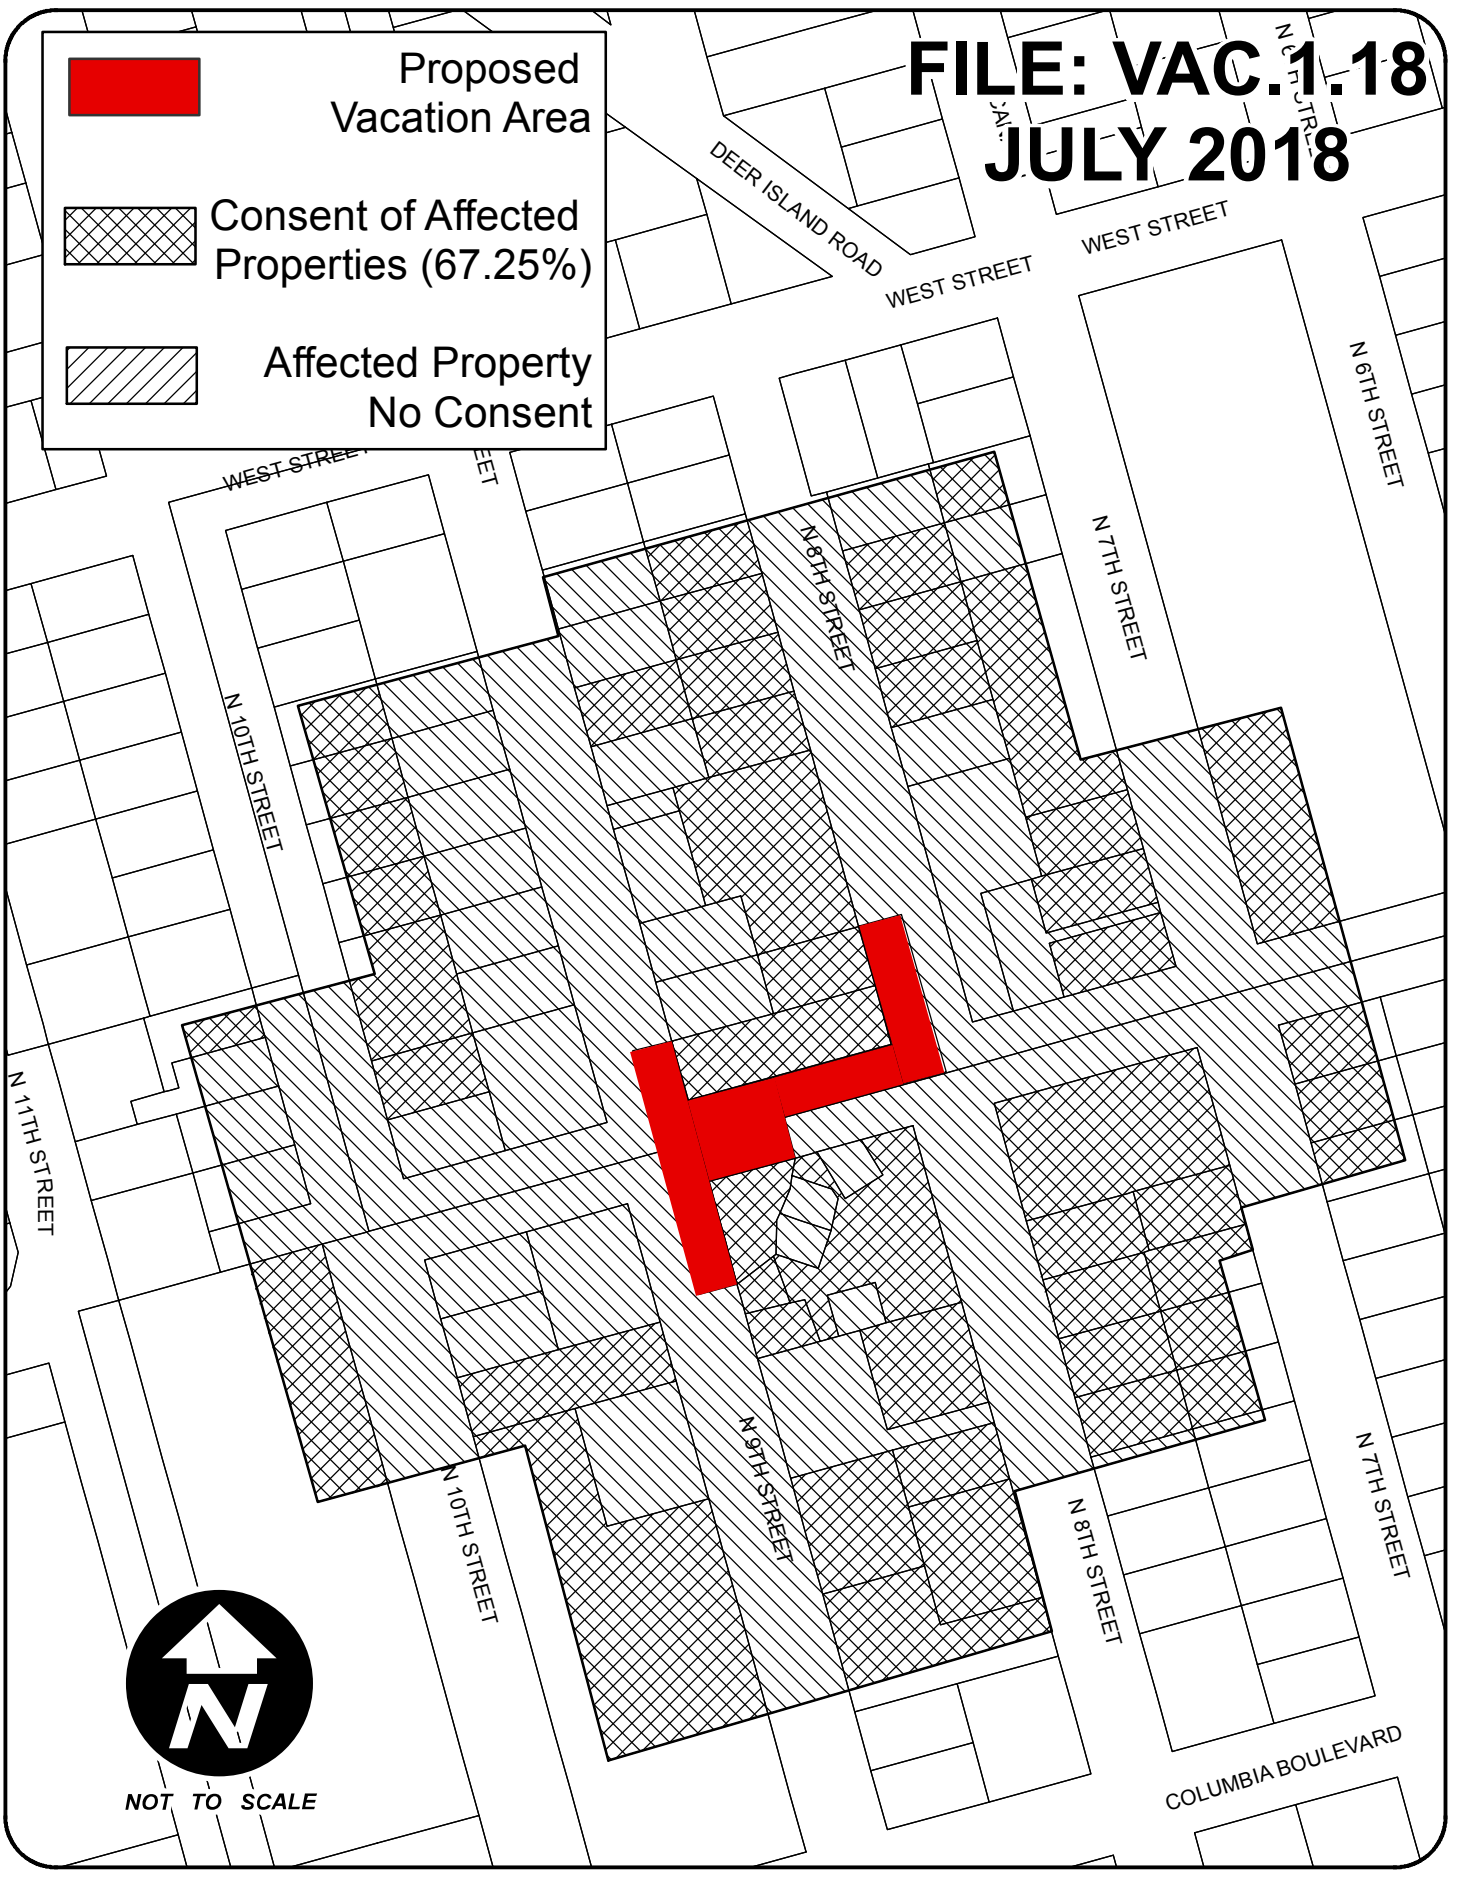 FILE: VAC.1.18
JULY 2018
Proposed
Vacation Area
Consent of Affected
Properties (67.25%)
Affected Property
No Consent
DEER ISLAND ROAD
WEST STREET
WEST STREET
N 6TH STREET
WEST STREET
N 7TH STREET
N 8TH STREET
N 10TH STREET
N 11TH STREET
N 9TH STREET
N 10TH STREET
N 8TH STREET
N 7TH STREET
COLUMBIA BOULEVARD
N
NOT TO SCALE